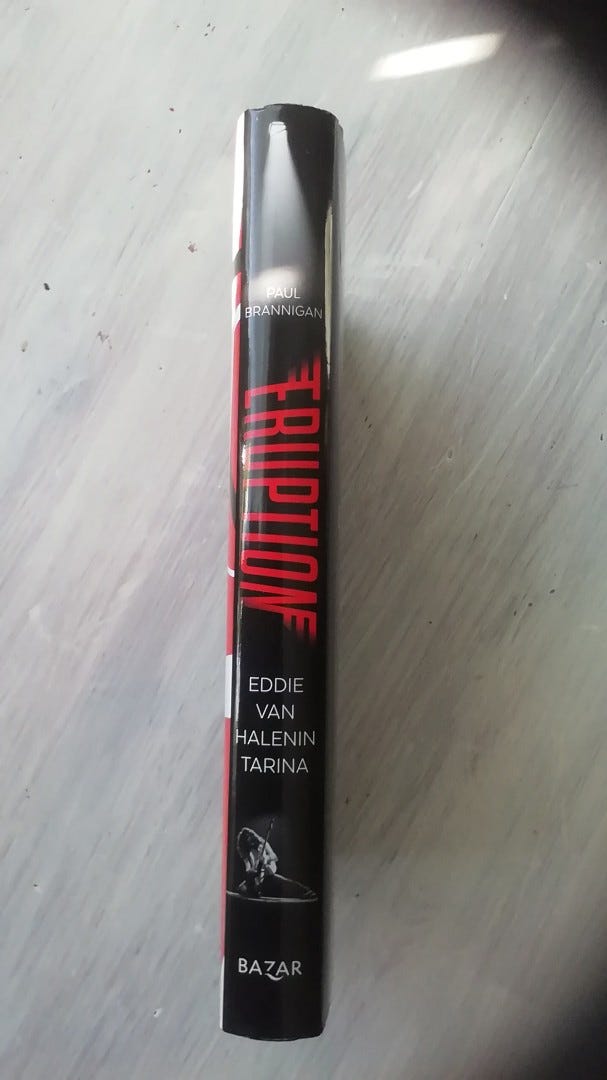 PAUL
BRANNIGAN
ERUPTION
EDDIE
VAN
HALENIN
TARINA
BAZAR